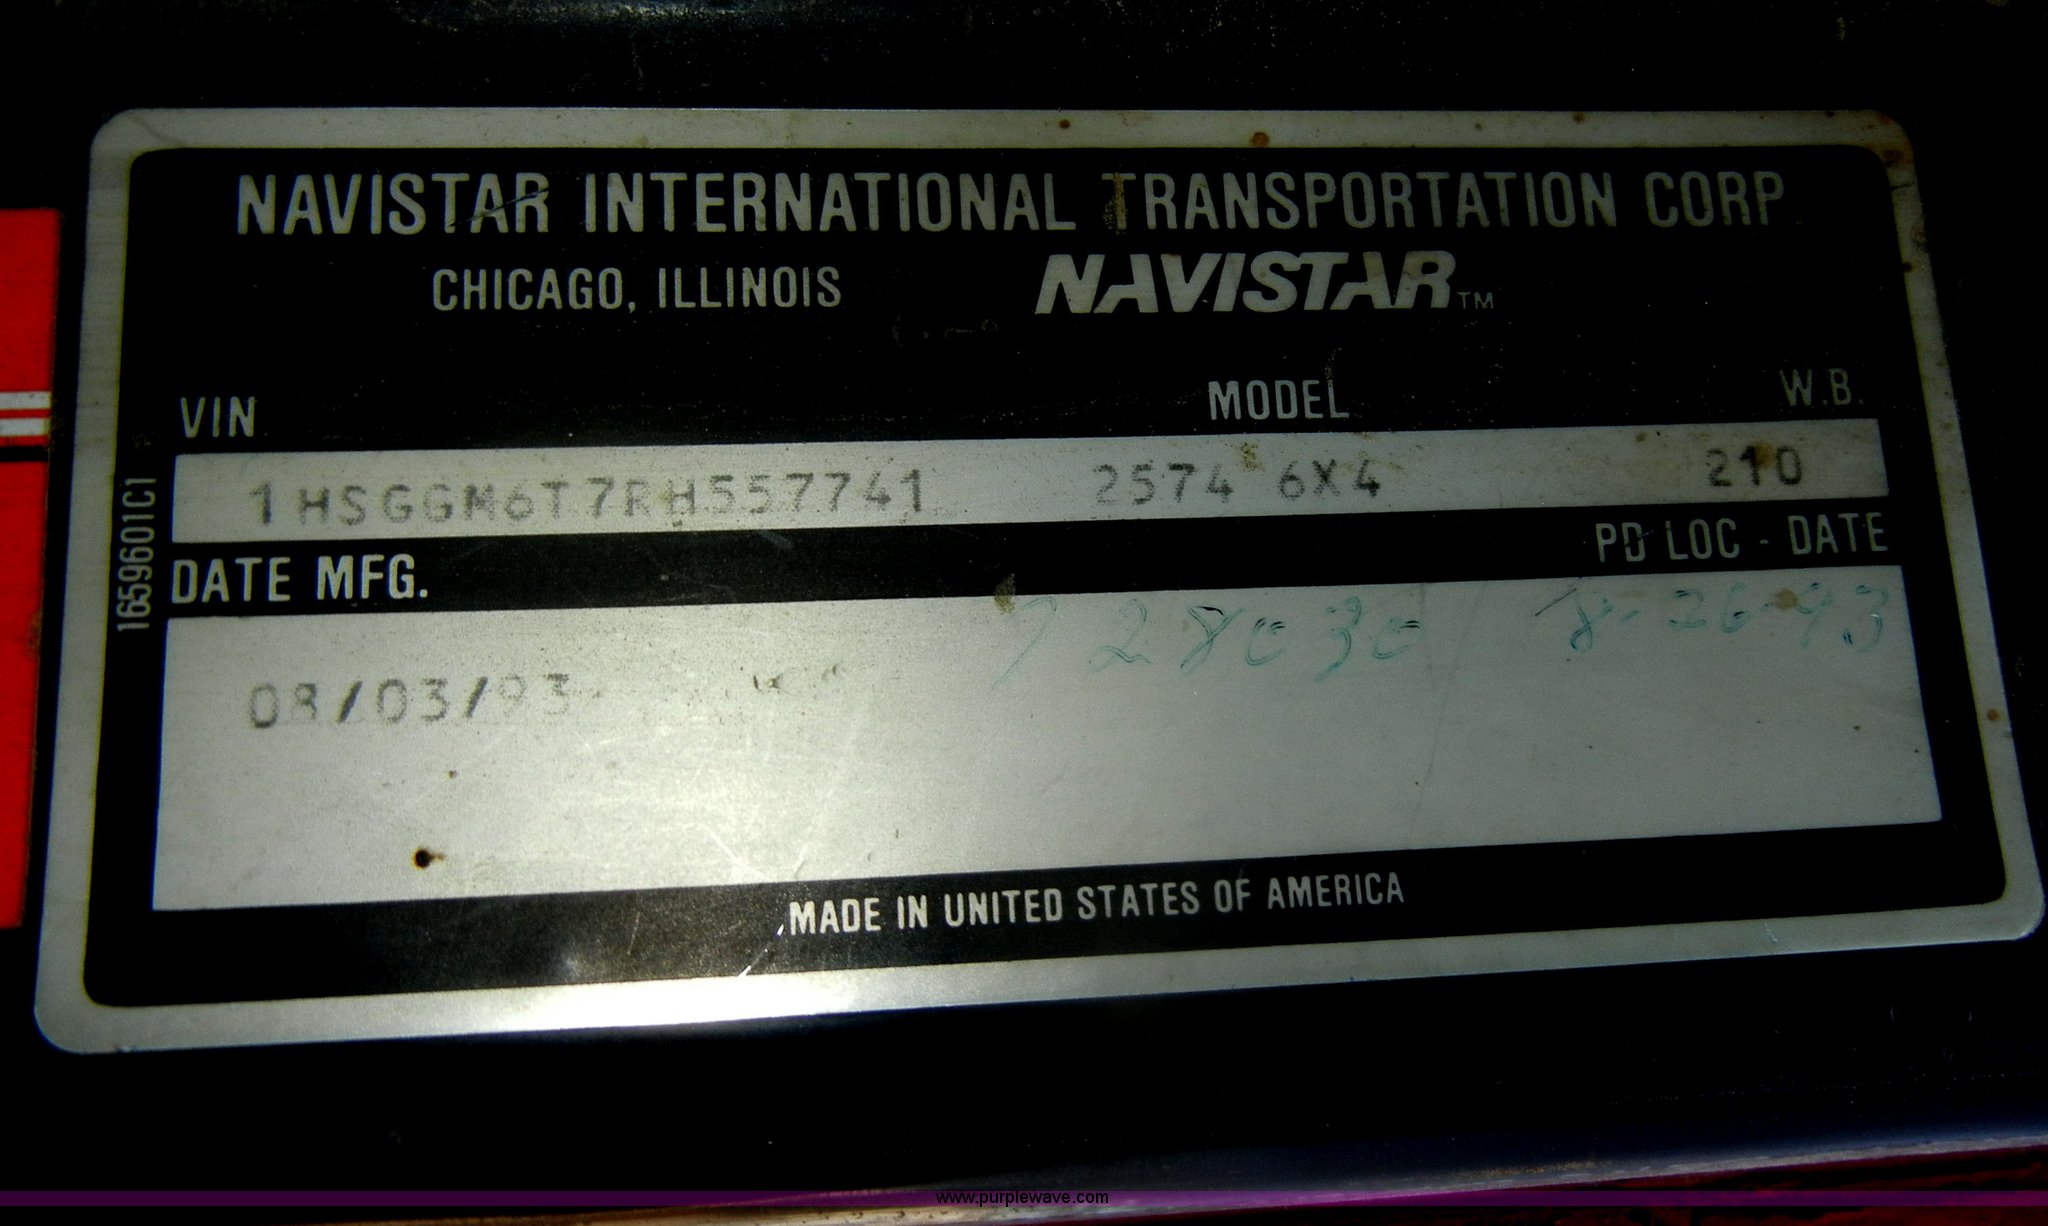 NAVISTAR INTERNATIONAL TRANSPORTATION CORP
CHICAGO, ILLINOIS NAVISTAR™
VIN MODEL W.B.
1HSGGM6T7RH557741 2574 6X4 210
DATE MFG. PD LOC - DATE
728030 8-26-93
08/03/93
MADE IN UNITED STATES OF AMERICA
1659601C1
www.purplewave.com